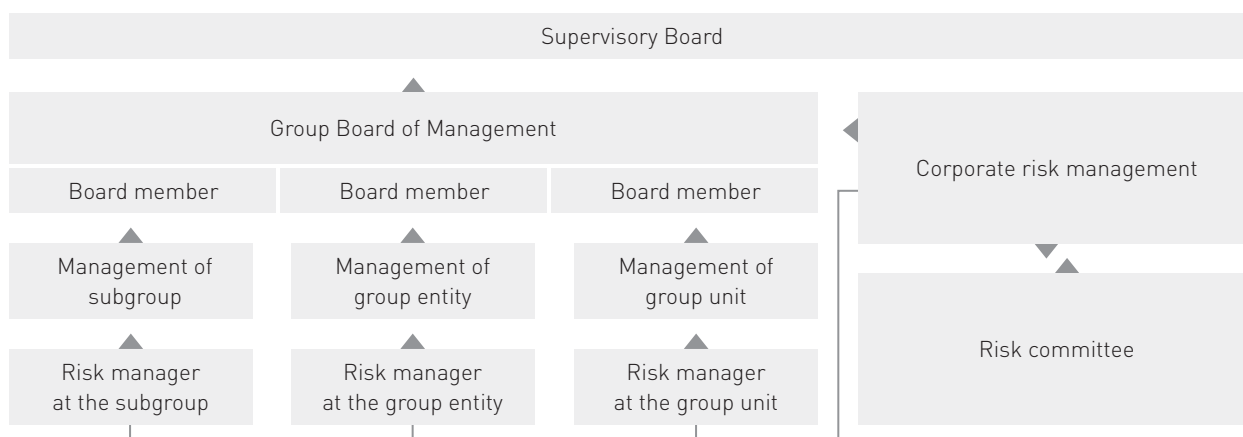 Supervisory Board
Group Board of Management
Corporate risk management
Board member
Board member
Board member
Management of
subgroup
Management of
group entity
Management of
group unit
Risk committee
Risk manager
at the subgroup
Risk manager
at the group entity
Risk manager
at the group unit